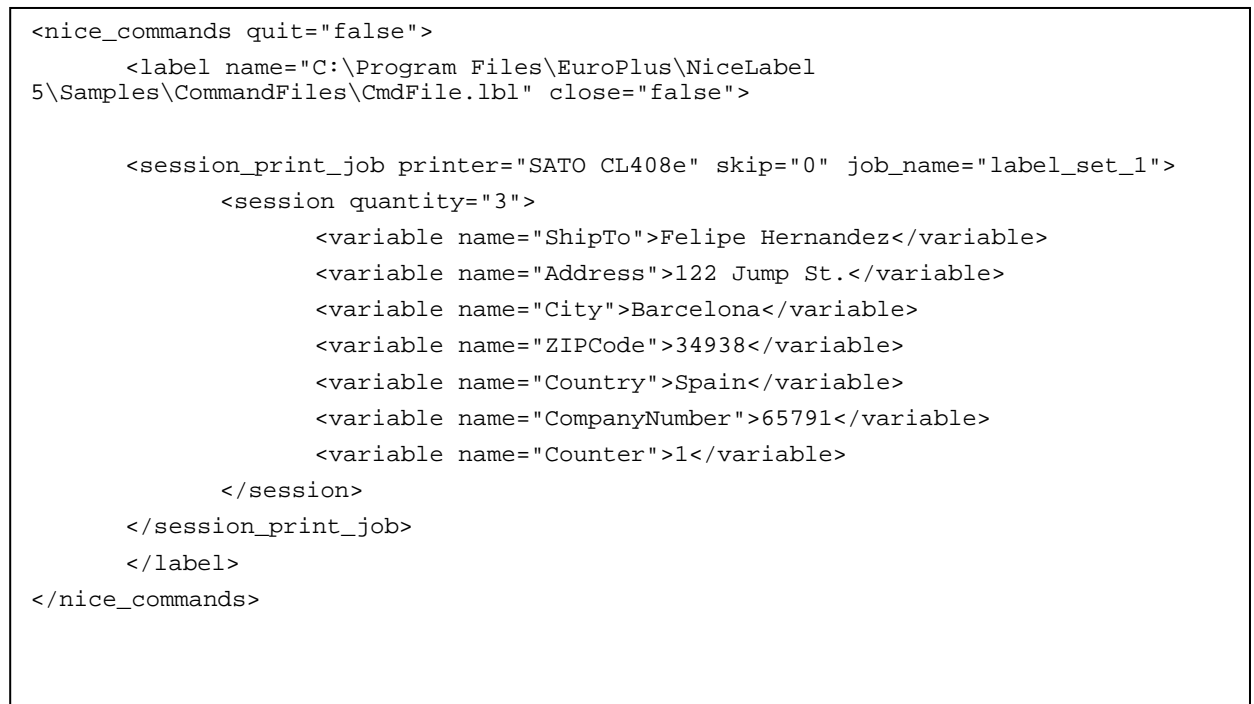 <nice_commands quit="false">
<label name="C:\Program Files\EuroPlus\NiceLabel
5\Samples\CommandFiles\CmdFile.lbl" close="false">
<session_print_job printer="SATO CL408e" skip="0" job_name="label_set_1">
<session quantity="3">
<variable name="ShipTo">Felipe Hernandez</variable>
<variable name="Address">122 Jump St.</variable>
<variable name="City">Barcelona</variable>
<variable name="ZIPCode">34938</variable>
<variable name="Country">Spain</variable>
<variable name="CompanyNumber">65791</variable>
<variable name="Counter">1</variable>
</session>
</session_print_job>
</label>
</nice_commands>